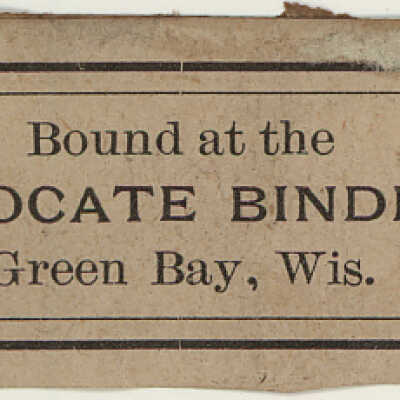 Bound at the
OCATE BIND
Green Bay, Wis.